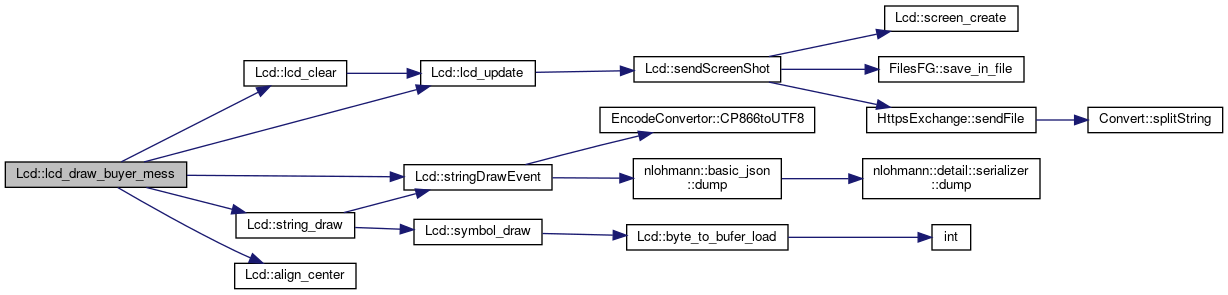 Lcd::screen_create
Lcd::lcd_clear
Lcd::lcd_update
Lcd::sendScreenShot
FilesFG::save_in_file
EncodeConvertor::CP866toUTF8
HttpsExchange::sendFile
Convert::splitString
Lcd::lcd_draw_buyer_mess
Lcd::stringDrawEvent
nlohmann::basic_json
::dump
nlohmann::detail::serializer
::dump
Lcd::string_draw
Lcd::symbol_draw
Lcd::byte_to_bufer_load
int
Lcd::align_center